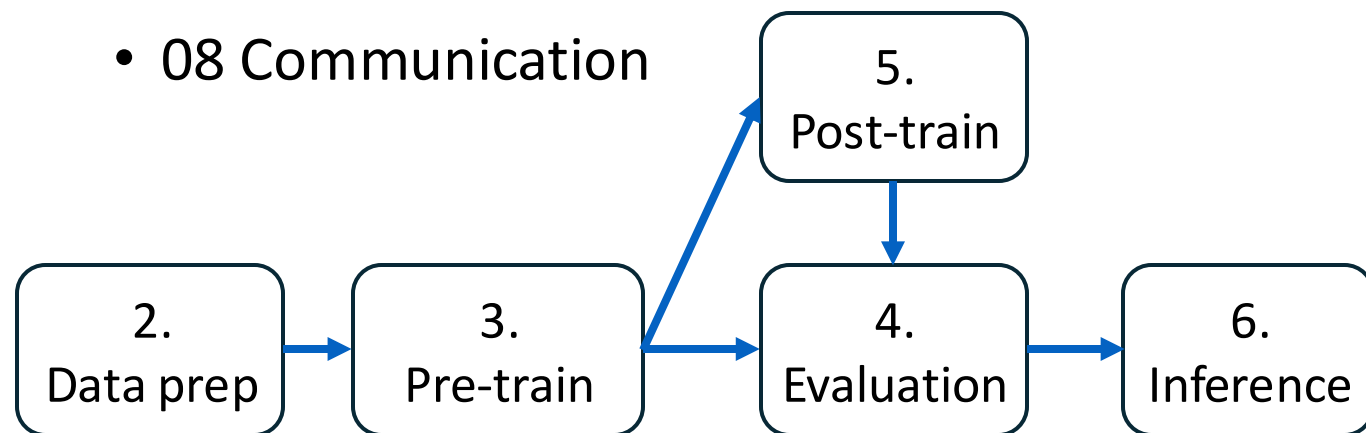 • 08 Communication
5.
Post-train
2.
Data prep
3.
Pre-train
4.
Evaluation
6.
Inference